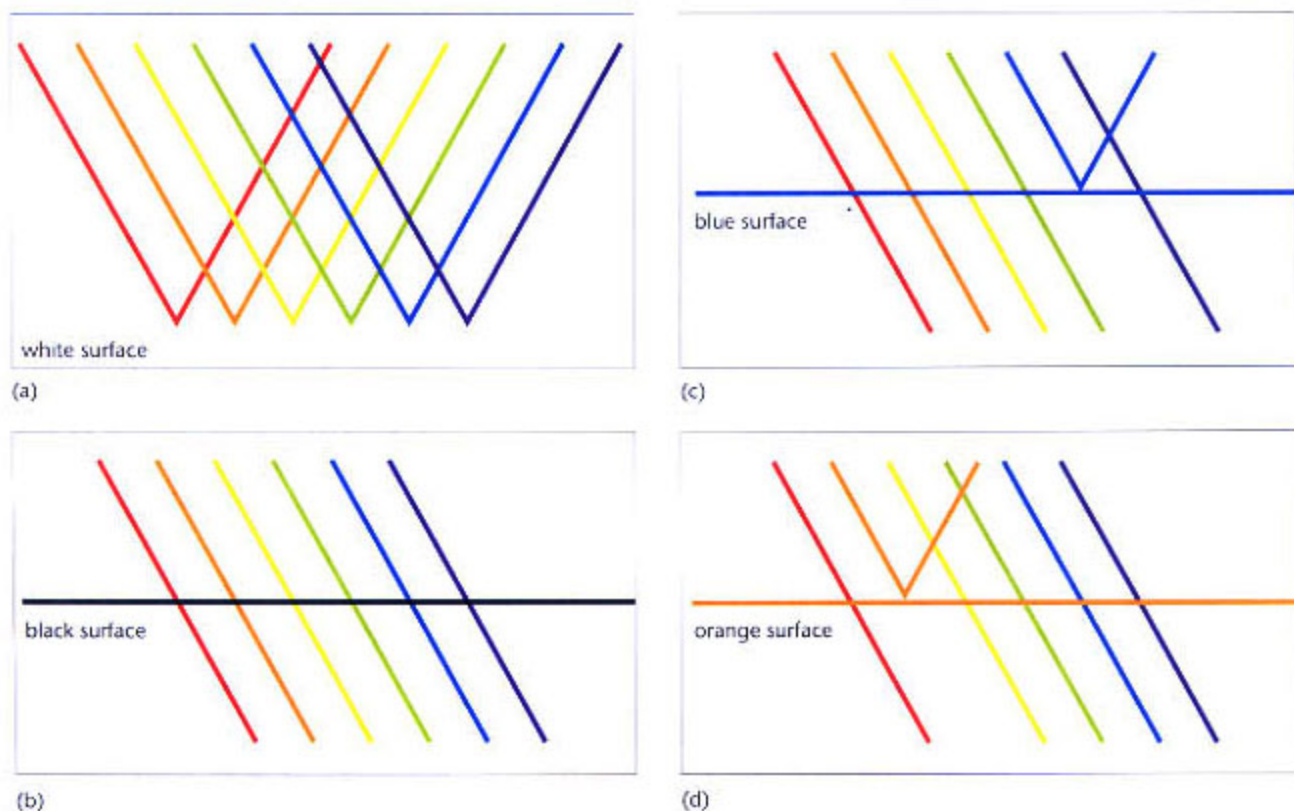 white surface
(a)
black surface
(b)
blue surface
(c)
orange surface
(d)